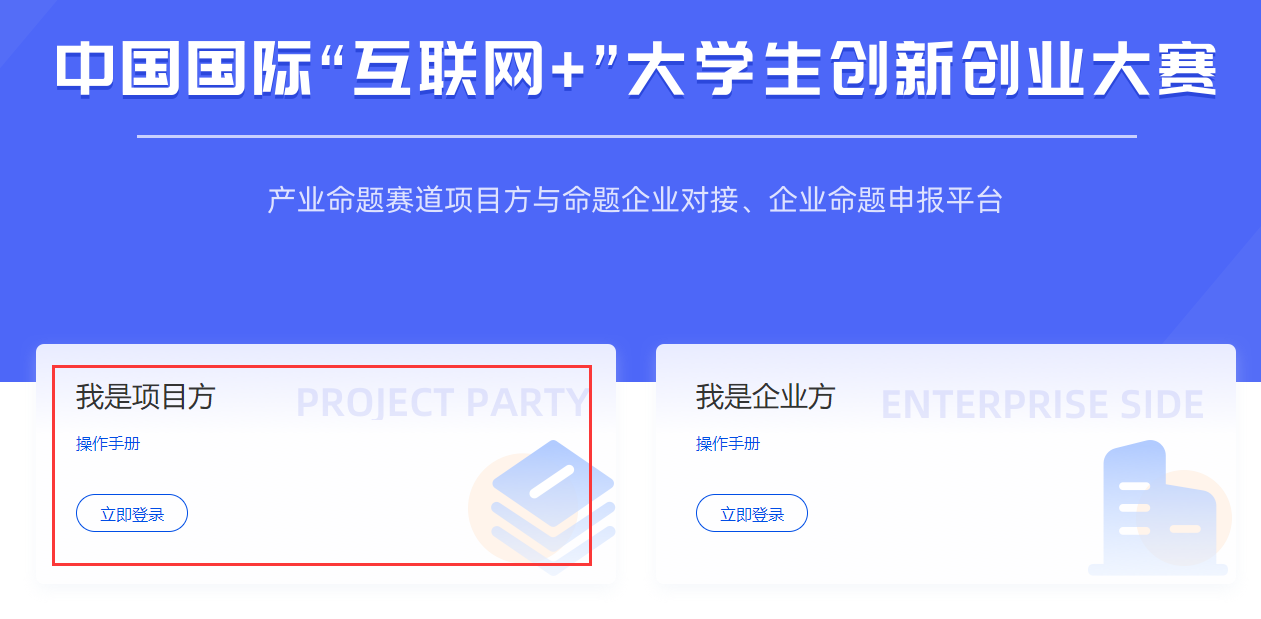 中国国际“互联网+”大学生创新创业大赛
产业命题赛道项目方与命题企业对接、企业命题申报平台
我是项目方
PROJECT PARTY
操作手册
立即登录
我是企业方
ENTERPRISE SIDE
操作手册
立即登录